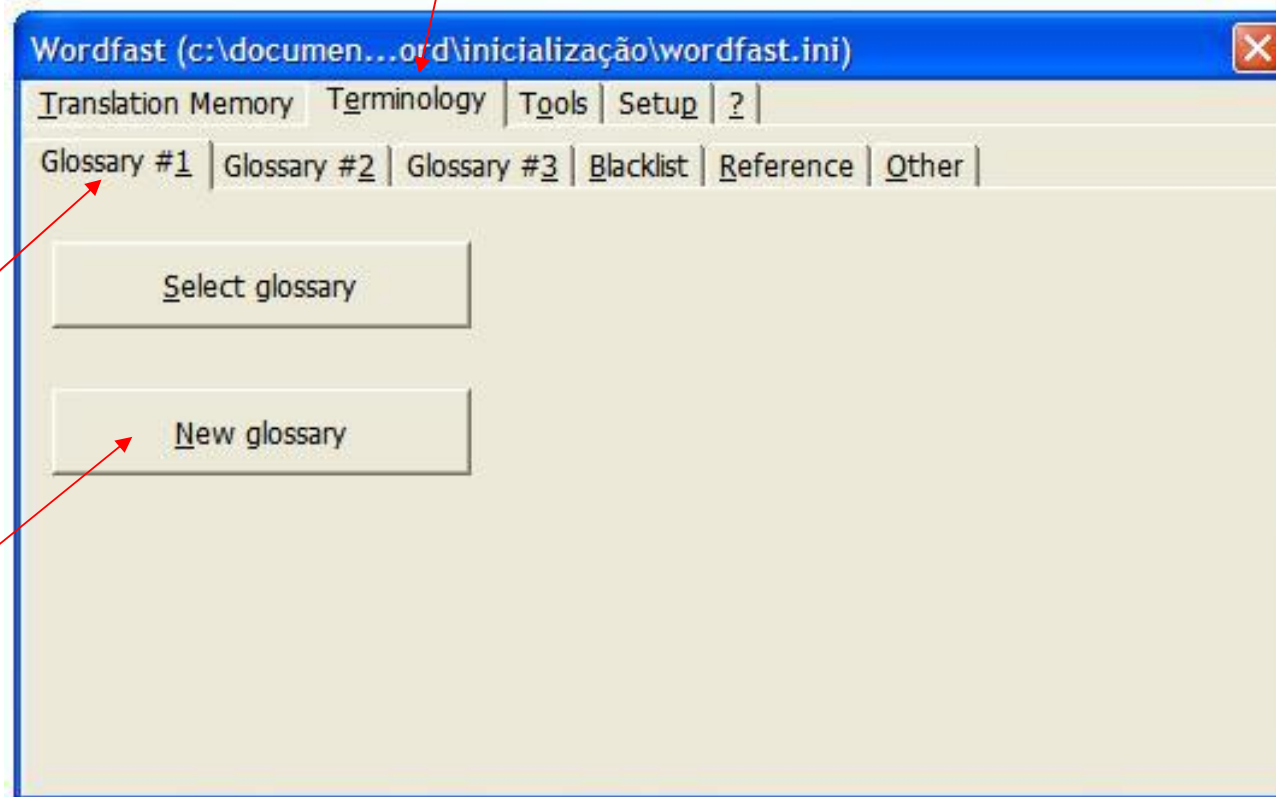 Wordfast (c:\documen...ord\inicialização\wordfast.ini)
Translation Memory Terminology Tools Setup ?
Glossary #1 Glossary #2 Glossary #3 Blacklist Reference Other
Select glossary
New glossary